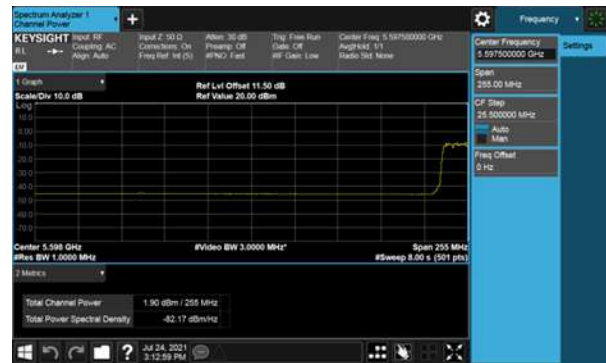 Spectrum Analyzer 1
Channel Power
Frequency
KEYSIGHT
Input: RF
Coupling: AC
Align: Auto
Input Z: 50 Ω
Corrections: On
Freq Ref: Int (S)
Atten: 30 dB
Preamp: Off
#PNO: Fast
Trig: Free Run
Gate: Off
#IF Gain: Low
Center Freq: 5.597500000 GHz
Avg|Hold: 1/1
Radio Std: None
Center Frequency
5.597500000 GHz
Settings
Span
255.00 MHz
CF Step
25.500000 MHz
Auto
Man
Freq Offset
0 Hz
1 Graph
Scale/Div 10.0 dB
Ref Lvl Offset 11.50 dB
Ref Value 20.00 dBm
Log
10.0
0.00
-10.0
-20.0
-30.0
-40.0
-50.0
-60.0
-70.0
Center 5.598 GHz
#Res BW 1.0000 MHz
#Video BW 3.0000 MHz*
Span 255 MHz
#Sweep 8.00 s (501 pts)
2 Metrics
Total Channel Power
1.90 dBm / 255 MHz
Total Power Spectral Density
-82.17 dBm/Hz
Jul 24, 2021
3:12:59 PM